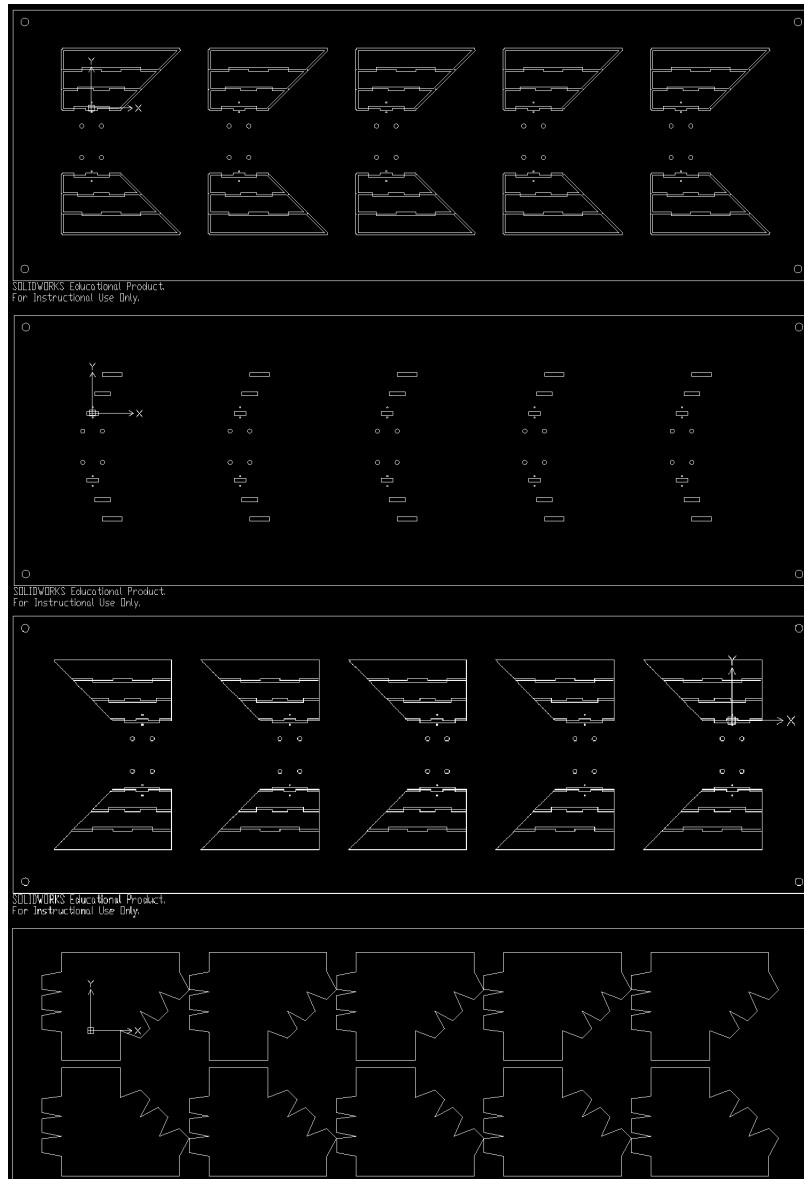 Y
X
SOLIDWORKS Educational Product.
For Instructional Use Only.
Y
X
SOLIDWORKS Educational Product.
For Instructional Use Only.
Y
X
SOLIDWORKS Educational Product.
For Instructional Use Only.
Y
X